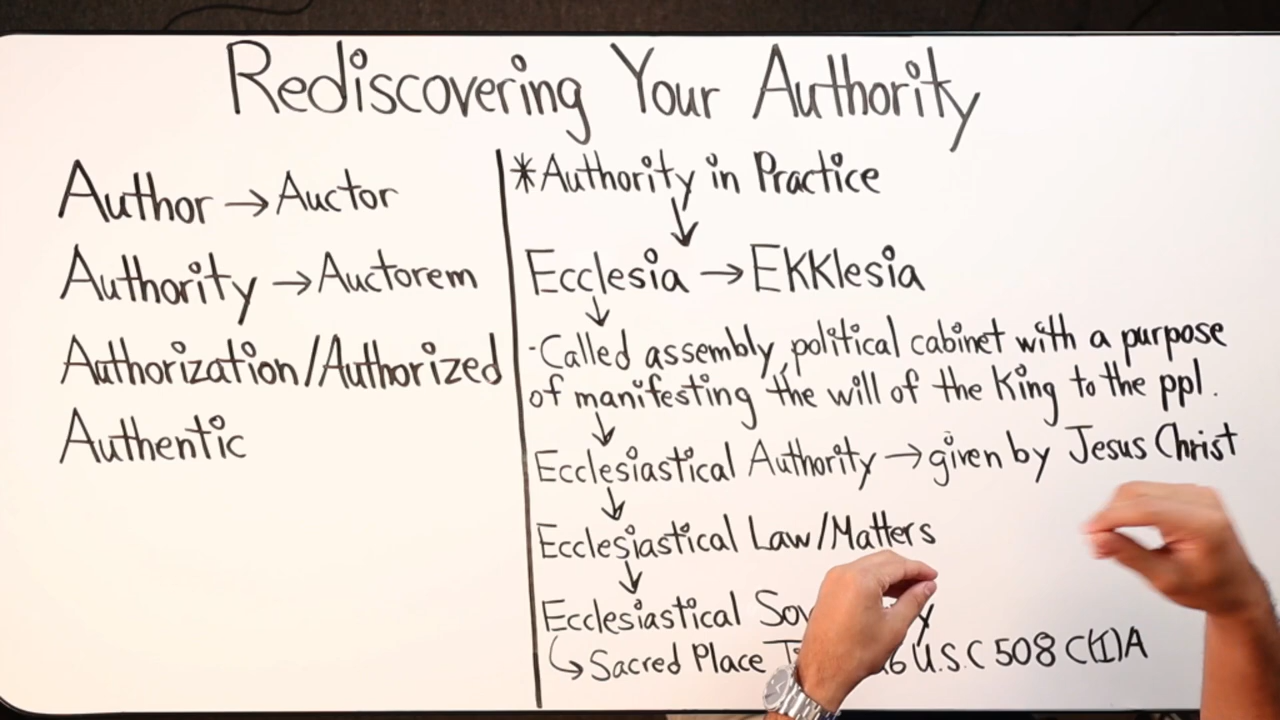 Rediscovering Your Authority
Author → Auctor
Authority → Auctorem
Authorization/Authorized
Authentic
*Authority in Practice
↓
Ecclesia → EKKlesia
↓
-Called assembly, political cabinet with a purpose
of manifesting the will of the King to the ppl.
↓
Ecclesiastical Authority → given by Jesus Christ
↓
Ecclesiastical Law/Matters
↓
Ecclesiastical
↳ Sacred Place U.S.C 508 C(1)A